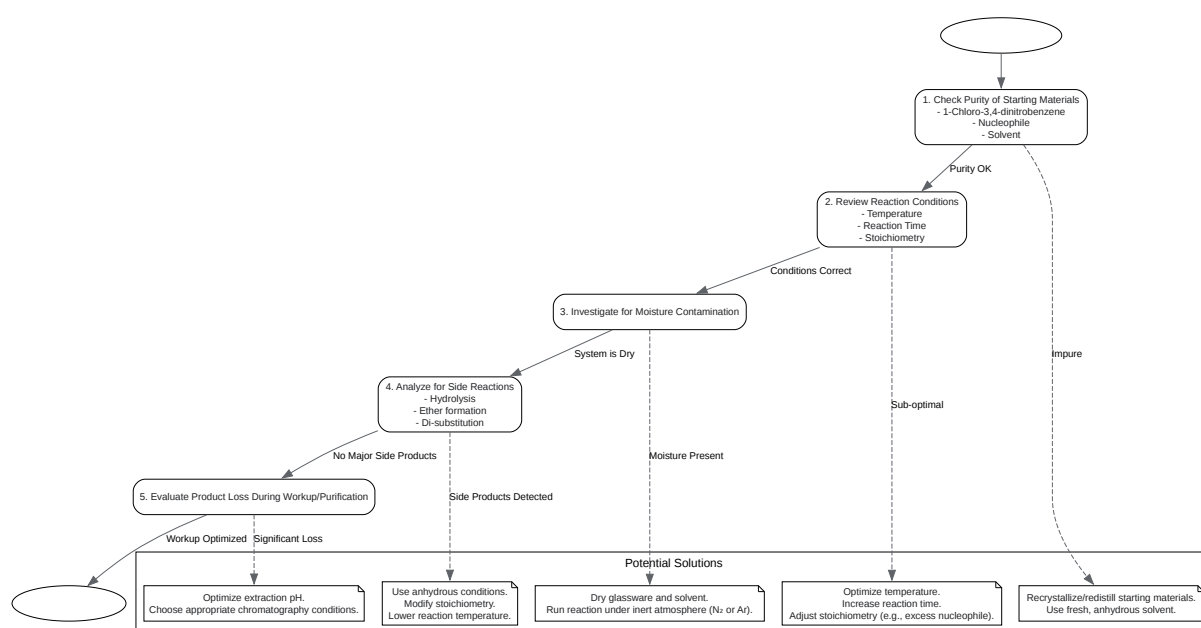 1. Check Purity of Starting Materials
- 1-Chloro-3,4-dinitrobenzene
- Nucleophile
- Solvent
Purity OK
2. Review Reaction Conditions
- Temperature
- Reaction Time
- Stoichiometry
Conditions Correct
3. Investigate for Moisture Contamination
System is Dry
Impure
4. Analyze for Side Reactions
- Hydrolysis
- Ether formation
- Di-substitution
Sub-optimal
No Major Side Products
Moisture Present
5. Evaluate Product Loss During Workup/Purification
Side Products Detected
Workup Optimized
Significant Loss
Potential Solutions
Optimize extraction pH.
Choose appropriate chromatography conditions.
Use anhydrous conditions.
Modify stoichiometry.
Lower reaction temperature.
Dry glassware and solvent.
Run reaction under inert atmosphere (N₂ or Ar).
Optimize temperature.
Increase reaction time.
Adjust stoichiometry (e.g., excess nucleophile).
Recrystallize/redistill starting materials.
Use fresh, anhydrous solvent.